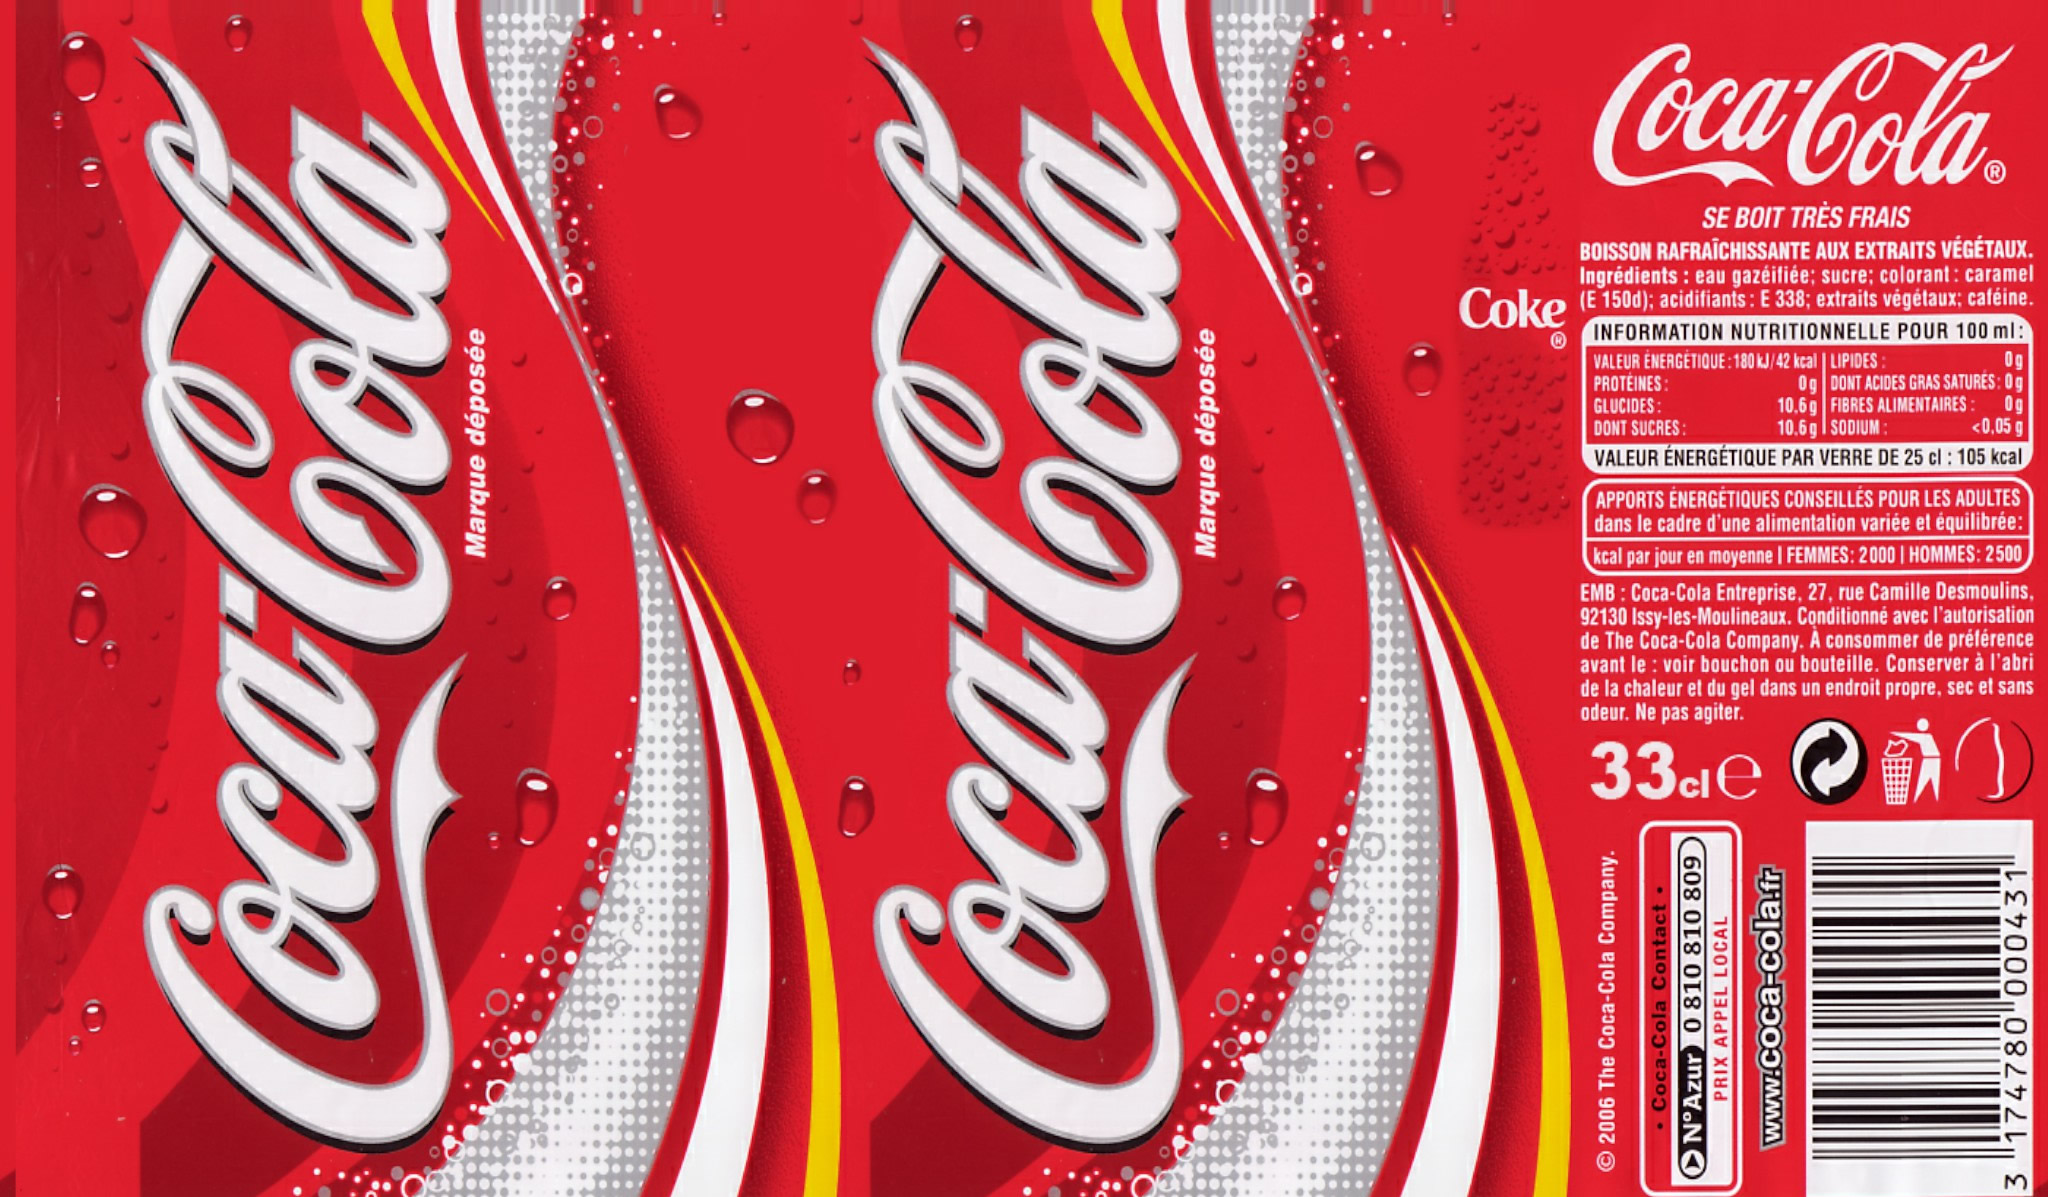 Coca-Cola
Marque déposée
Coca-Cola
Marque déposée
Coke
®
Coca-Cola®
SE BOIT TRÈS FRAIS
BOISSON RAFRAÎCHISSANTE AUX EXTRAITS VÉGÉTAUX.
Ingrédients : eau gazéifiée; sucre; colorant : caramel
(E 150d); acidifiants : E 338; extraits végétaux; caféine.
INFORMATION NUTRITIONNELLE POUR 100 ml :
VALEUR ÉNERGÉTIQUE : 180 kJ/ 42 kcal | LIPIDES : 0 g
PROTÉINES : 0 g | DONT ACIDES GRAS SATURÉS : 0 g
GLUCIDES : 10.6 g | FIBRES ALIMENTAIRES : 0 g
DONT SUCRES : 10.6 g | SODIUM : <0,05 g
VALEUR ÉNERGÉTIQUE PAR VERRE DE 25 cl : 105 kcal
APPORTS ÉNERGÉTIQUES CONSEILLÉS POUR LES ADULTES
dans le cadre d'une alimentation variée et équilibrée:
kcal par jour en moyenne | FEMMES: 2000 | HOMMES: 2500
EMB : Coca-Cola Entreprise, 27, rue Camille Desmoulins,
92130 Issy-les-Moulineaux. Conditionné avec l'autorisation
de The Coca-Cola Company. À consommer de préférence
avant le : voir bouchon ou bouteille. Conserver à l'abri
de la chaleur et du gel dans un endroit propre, sec et sans
odeur. Ne pas agiter.
33cl e
© 2006 The Coca-Cola Company.
• Coca-Cola Contact •
N°Azur 0 810 810 809
PRIX APPEL LOCAL
www.coca-cola.fr
3 174780 000431